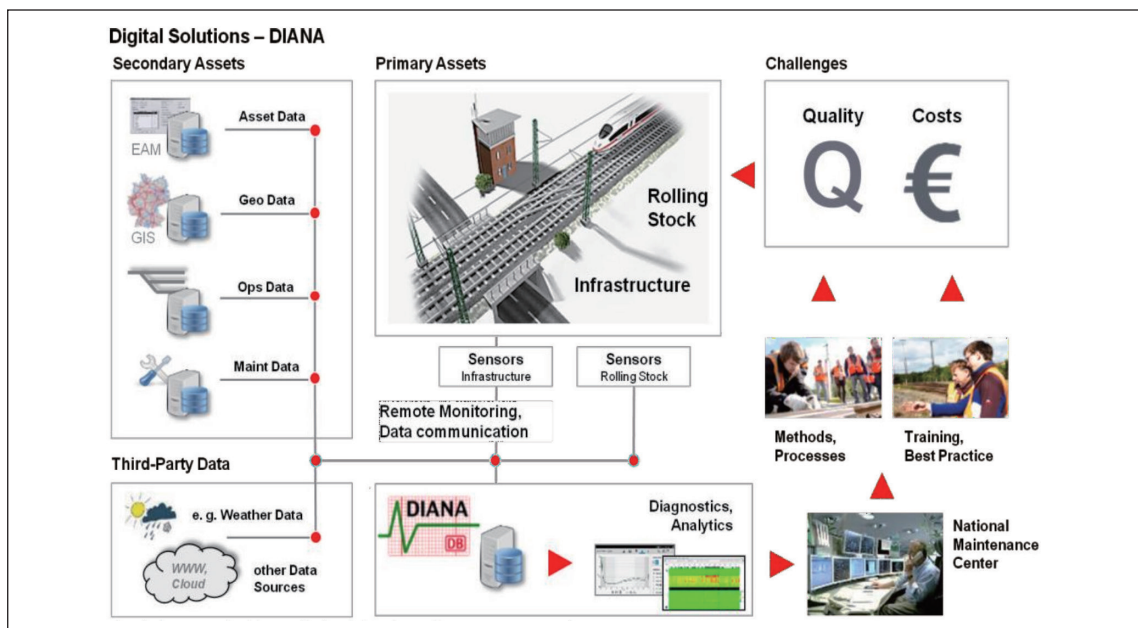 Digital Solutions – DIANA
Secondary Assets
Asset Data
EAM
Geo Data
GIS
Ops Data
Maint Data
Primary Assets
Rolling
Stock
Infrastructure
Sensors
Infrastructure
Sensors
Rolling Stock
Remote Monitoring,
Data communication
Challenges
Quality
Costs
Q
€
Methods,
Processes
Training,
Best Practice
Third-Party Data
e. g. Weather Data
WWW,
Cloud
other Data
Sources
DIANA
DB
Diagnostics,
Analytics
National
Maintenance
Center